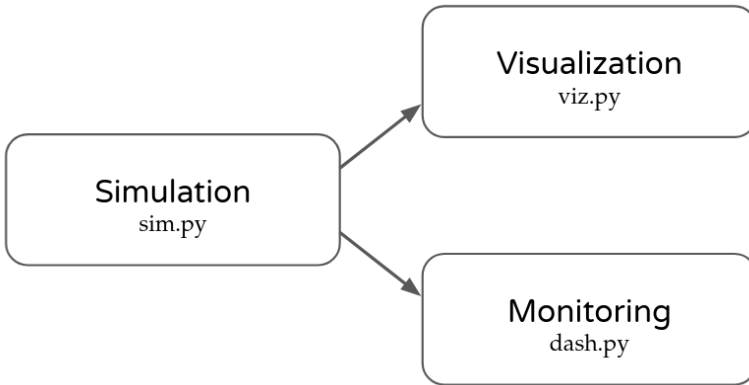 Visualization
viz.py
Simulation
sim.py
Monitoring
dash.py